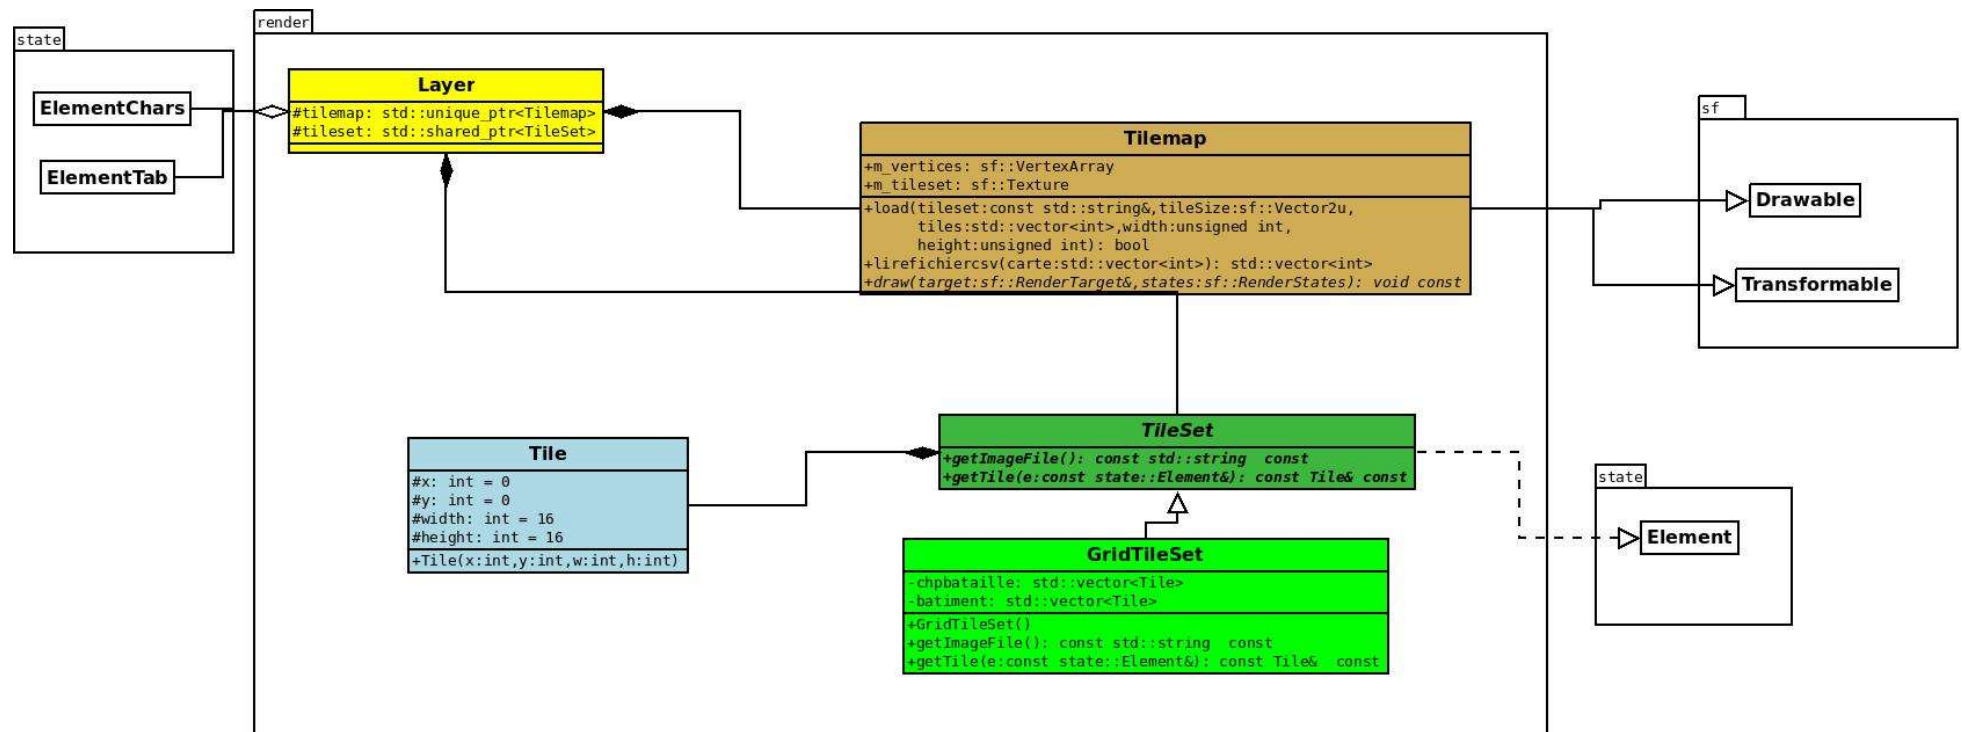 render
state
ElementChars
ElementTab
Layer
#tilemap: std::unique_ptr<Tilemap>
#tileset: std::shared_ptr<TileSet>
Tilemap
+m_vertices: sf::VertexArray
+m_tileset: sf::Texture
+load(tileset:const std::string&,tileSize:sf::Vector2u,
tiles:std::vector<int>,width:unsigned int,
height:unsigned int): bool
+lirefichiercsv(carte:std::vector<int>): std::vector<int>
+draw(target:sf::RenderTarget&,states:sf::RenderStates): void const
sf
Drawable
Transformable
Tile
#x: int = 0
#y: int = 0
#width: int = 16
#height: int = 16
+Tile(x:int,y:int,w:int,h:int)
TileSet
+getImageFile(): const std::string  const
+getTile(e:const state::Element&): const Tile& const
GridTileSet
-chpbataille: std::vector<Tile>
-batiment: std::vector<Tile>
+GridTileSet()
+getImageFile(): const std::string  const
+getTile(e:const state::Element&): const Tile&  const
state
Element